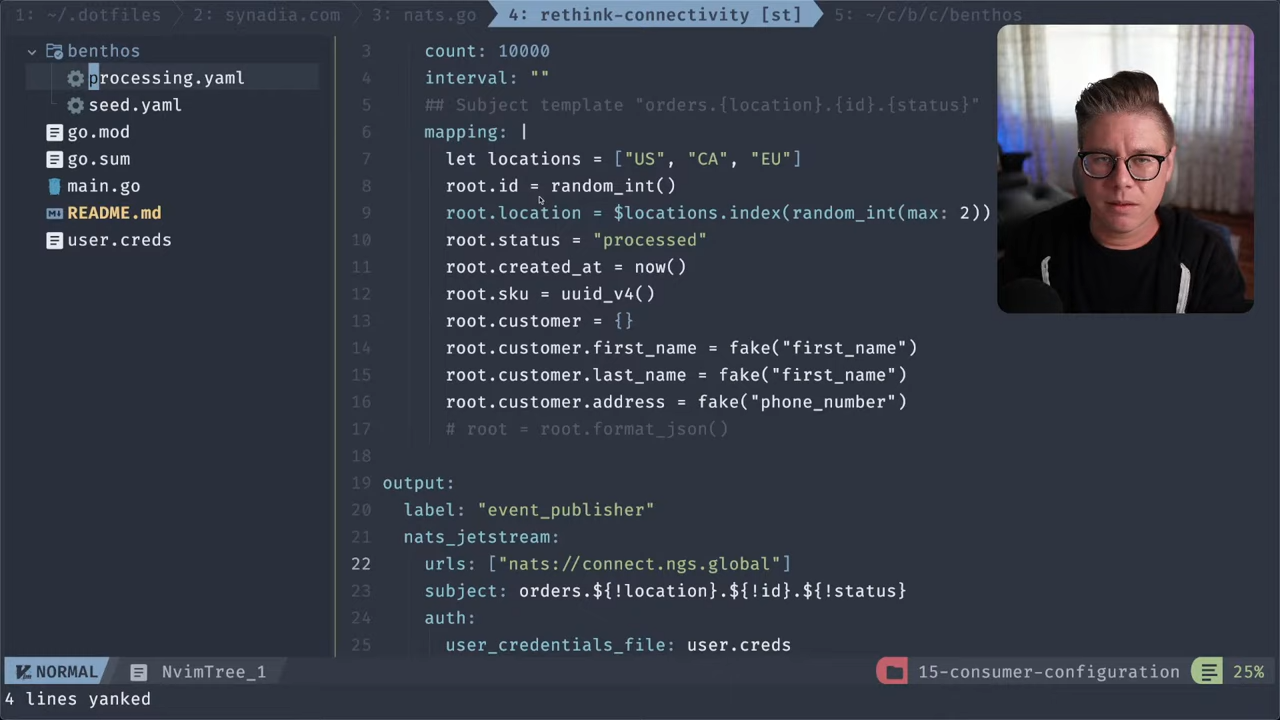 1: ~/.dotfiles 2: synadia.com 3: nats.go 4: rethink-connectivity [st] 5: ~/c/b/c/benthos
benthos
processing.yaml
seed.yaml
go.mod
go.sum
main.go
README.md
user.creds
3 count: 10000
4 interval: ""
5 ## Subject template "orders.{location}.{id}.{status}"
6 mapping: |
7 let locations = ["US", "CA", "EU"]
8 root.id = random_int()
9 root.location = $locations.index(random_int(max: 2))
10 root.status = "processed"
11 root.created_at = now()
12 root.sku = uuid_v4()
13 root.customer = {}
14 root.customer.first_name = fake("first_name")
15 root.customer.last_name = fake("first_name")
16 root.customer.address = fake("phone_number")
17 # root = root.format_json()
18
19 output:
20 label: "event_publisher"
21 nats_jetstream:
22 urls: ["nats://connect.ngs.global"]
23 subject: orders.${!location}.${!id}.${!status}
24 auth:
25 user_credentials_file: user.creds
NORMAL NvimTree_1 15-consumer-configuration 25%
4 lines yanked